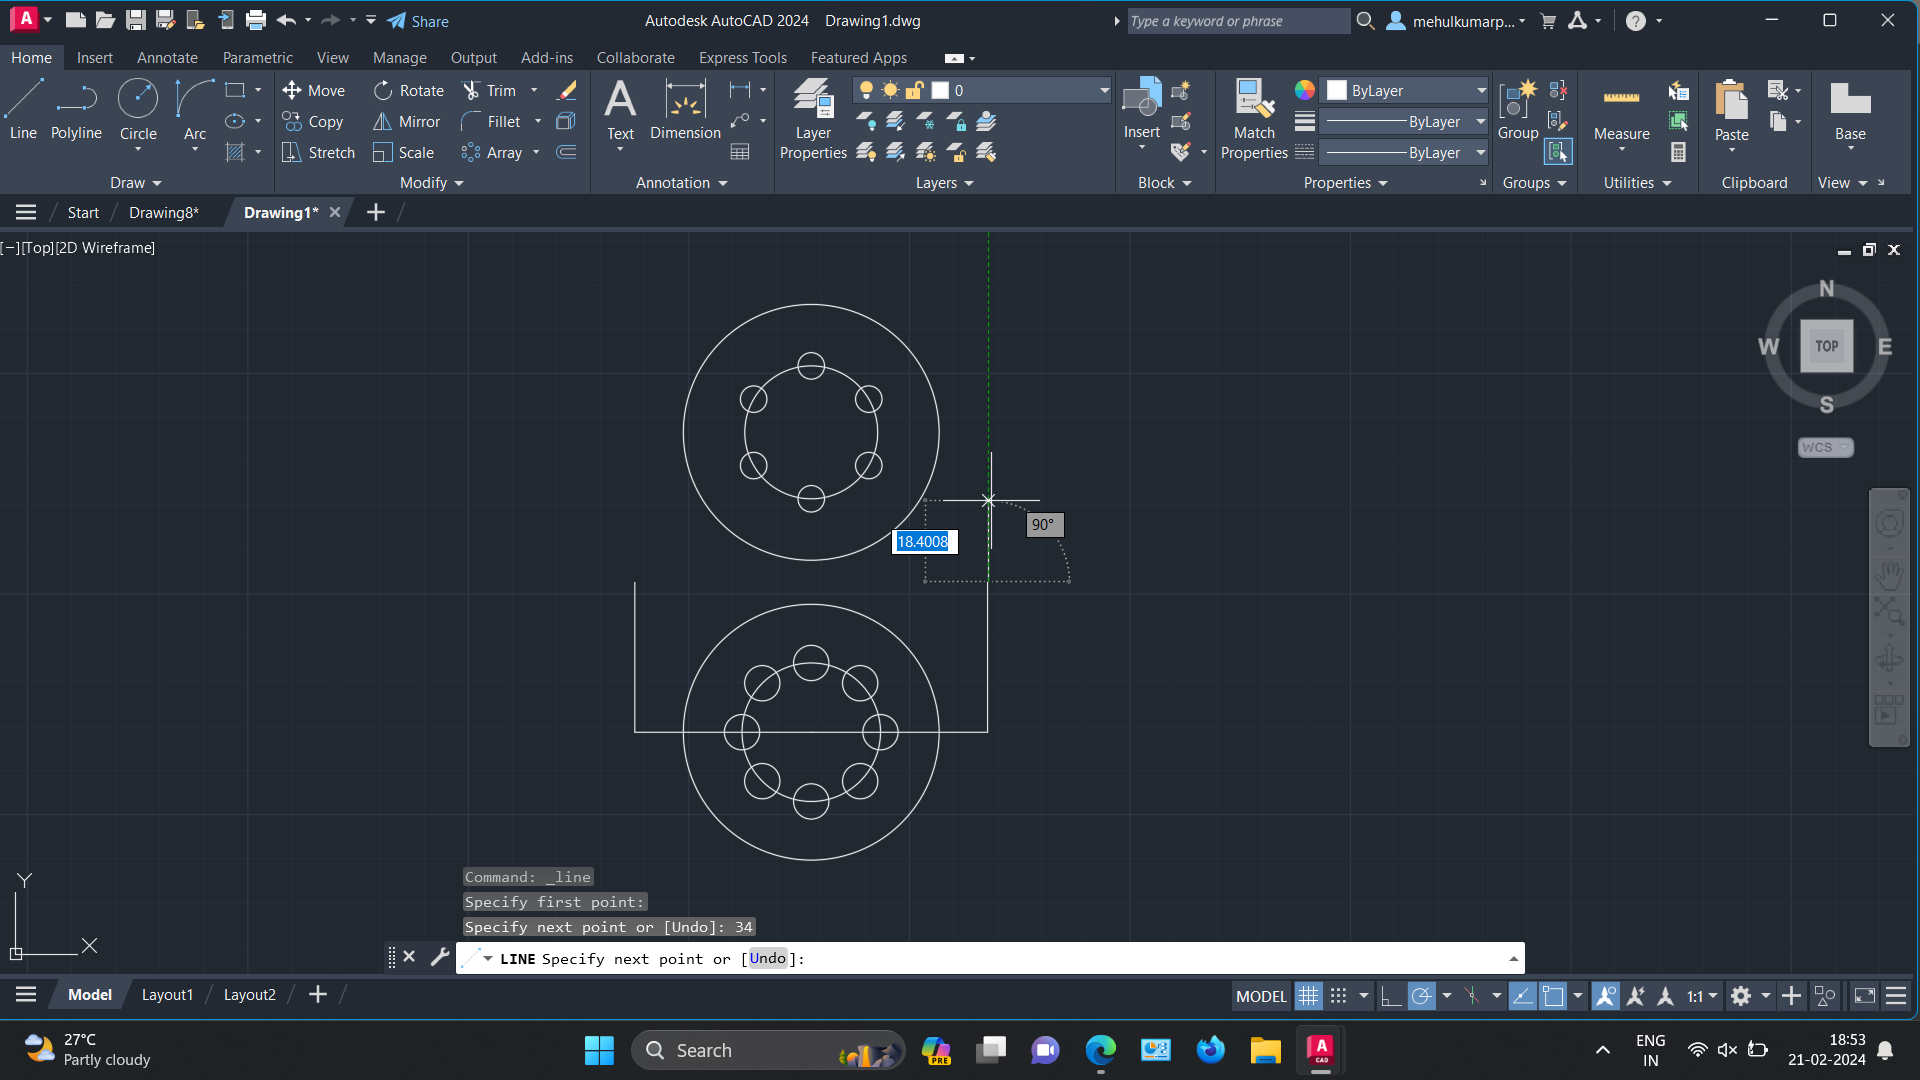 A
Share
Autodesk AutoCAD 2024 Drawing1.dwg
Type a keyword or phrase
mehulkumarp...
Home Insert Annotate Parametric View Manage Output Add-ins Collaborate Express Tools Featured Apps
Line Polyline Circle Arc
Draw
Move Rotate Trim
Copy Mirror Fillet
Stretch Scale Array
Modify
Text Dimension
Annotation
Layer Properties
0
Layers
Insert
Block
Match Properties
ByLayer
ByLayer
ByLayer
Properties
Group
Groups
Measure
Utilities
Paste
Clipboard
Base
View
Start Drawing8* Drawing1*
[−][Top][2D Wireframe]
N
W TOP E
S
WCS
90°
18.4008
Y
X
Command: _line
Specify first point:
Specify next point or [Undo]: 34
LINE Specify next point or [Undo]:
Model Layout1 Layout2
MODEL 1:1
27°C
Partly cloudy
Search
PRE
A
CAD
ENG
IN
18:53
21-02-2024